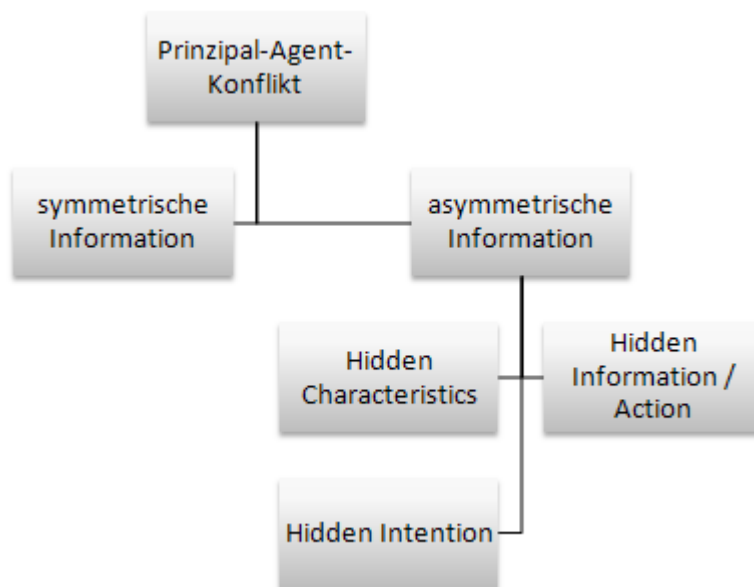 Prinzipal-Agent-
Konflikt
symmetrische
Information
asymmetrische
Information
Hidden
Characteristics
Hidden
Information /
Action
Hidden Intention